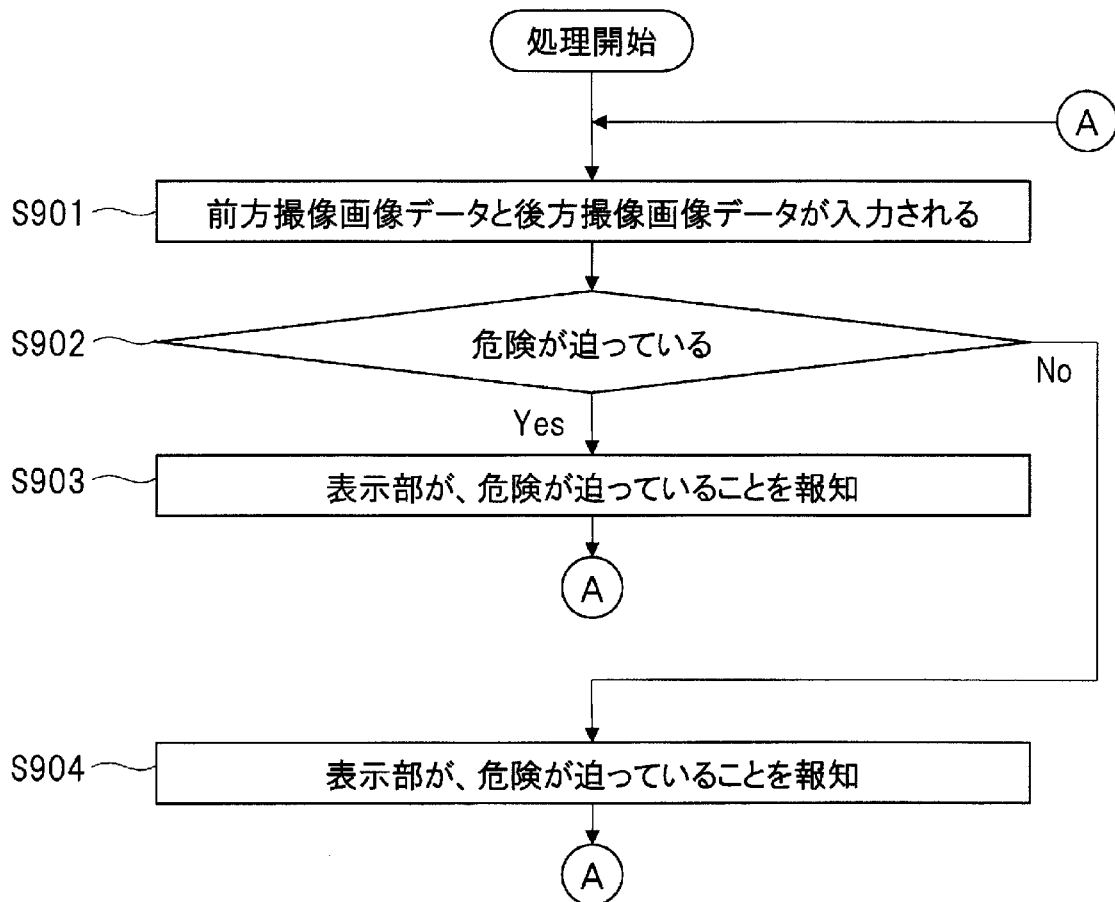 処理開始
A
S901
前方撮像画像データと後方撮像画像データが入力される
S902
危険が迫っている
No
Yes
S903
表示部が、危険が迫っていることを報知
A
S904
表示部が、危険が迫っていることを報知
A